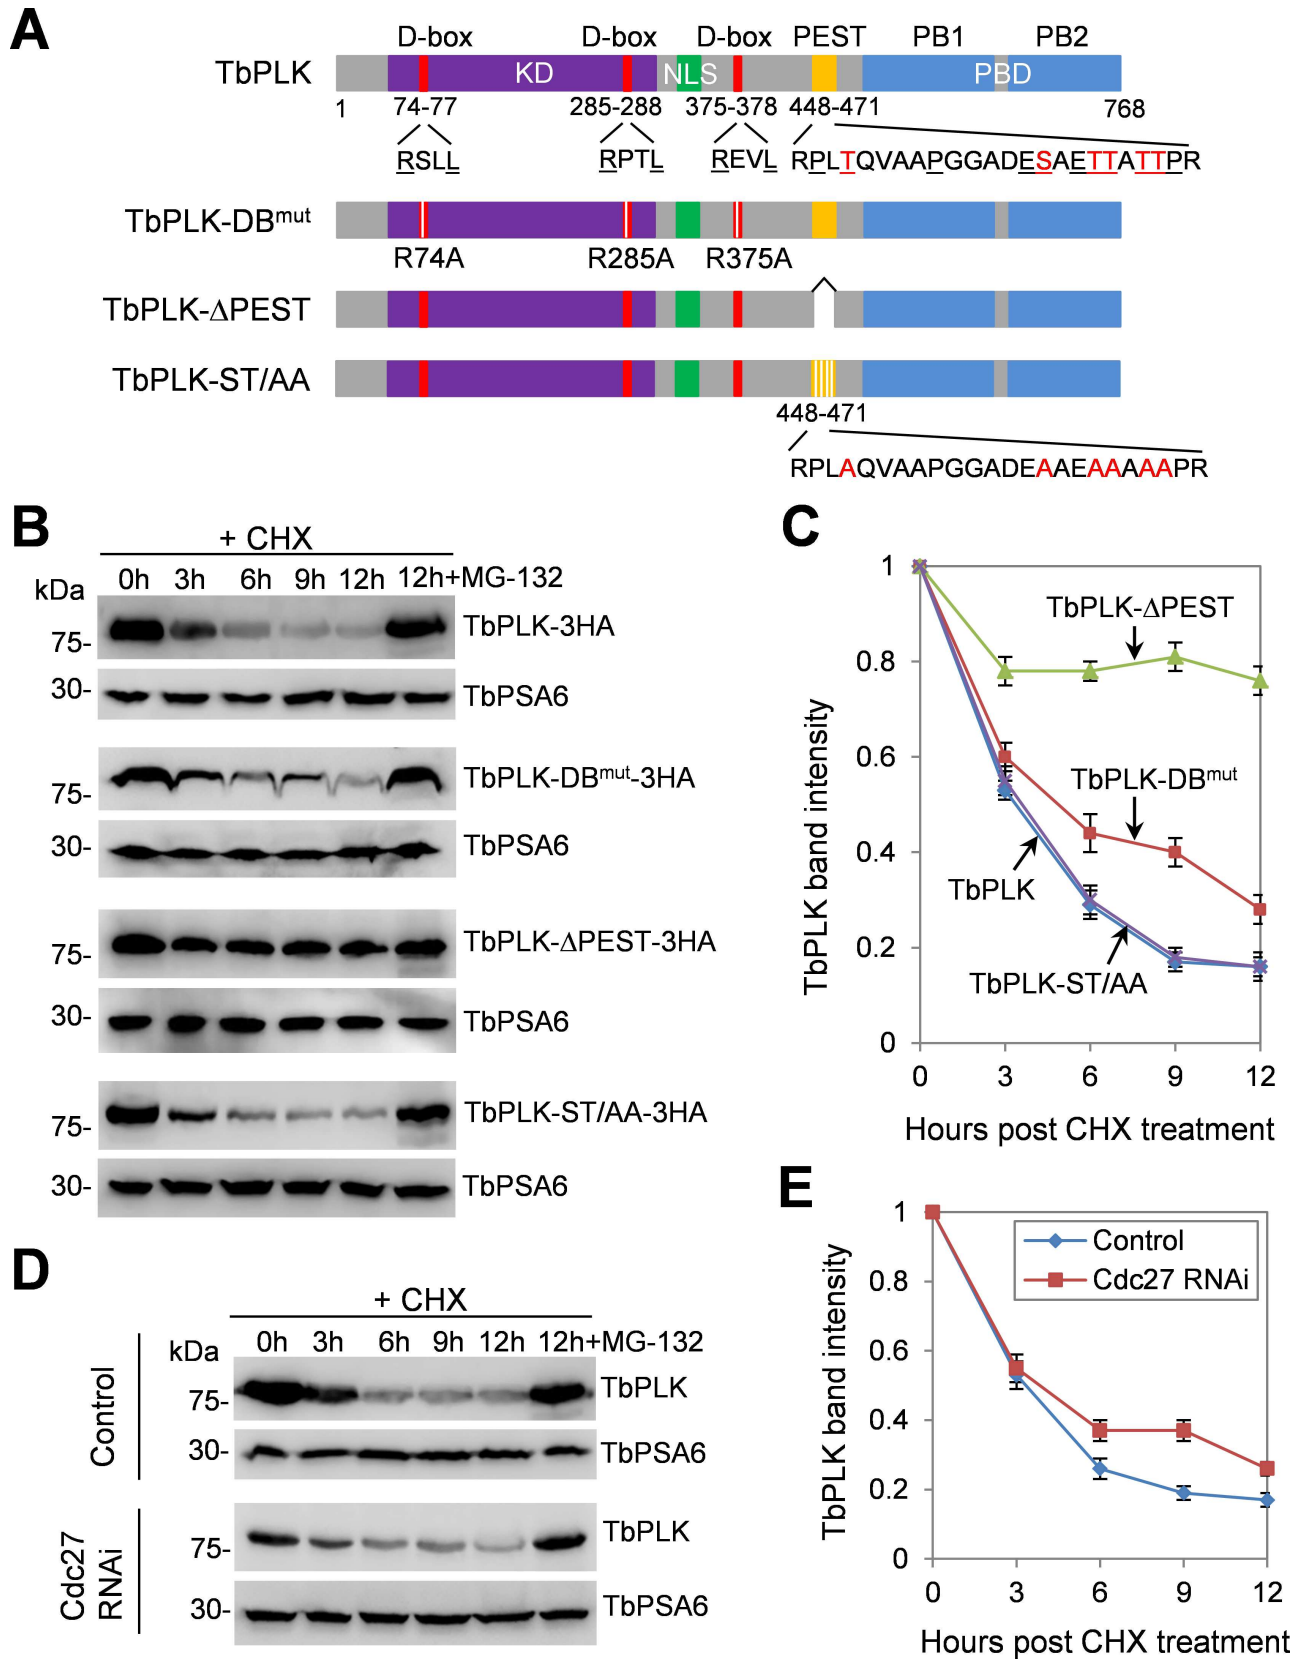 A
D-box D-box D-box PEST PB1 PB2
TbPLK KD NLS PBD
1 74-77 285-288 375-378 448-471 768
RSLL RPTL REVL RPLTQVAAPGGADESAETTATTPR
TbPLK-DBmut
R74A R285A R375A
TbPLK-ΔPEST
TbPLK-ST/AA
448-471
RPLAQVAAPGGADEAAEAAAAAPR
B
+ CHX
kDa 0h 3h 6h 9h 12h 12h+MG-132
75- TbPLK-3HA
30- TbPSA6
75- TbPLK-DBmut-3HA
30- TbPSA6
75- TbPLK-ΔPEST-3HA
30- TbPSA6
75- TbPLK-ST/AA-3HA
30- TbPSA6
C
TbPLK band intensity
1
0.8
0.6
0.4
0.2
0
TbPLK-ΔPEST
TbPLK-DBmut
TbPLK
TbPLK-ST/AA
0 3 6 9 12
Hours post CHX treatment
D
+ CHX
kDa 0h 3h 6h 9h 12h 12h+MG-132
Control
75- TbPLK
30- TbPSA6
Cdc27
RNAi
75- TbPLK
30- TbPSA6
E
TbPLK band intensity
1
0.8
0.6
0.4
0.2
0
Control
Cdc27 RNAi
0 3 6 9 12
Hours post CHX treatment